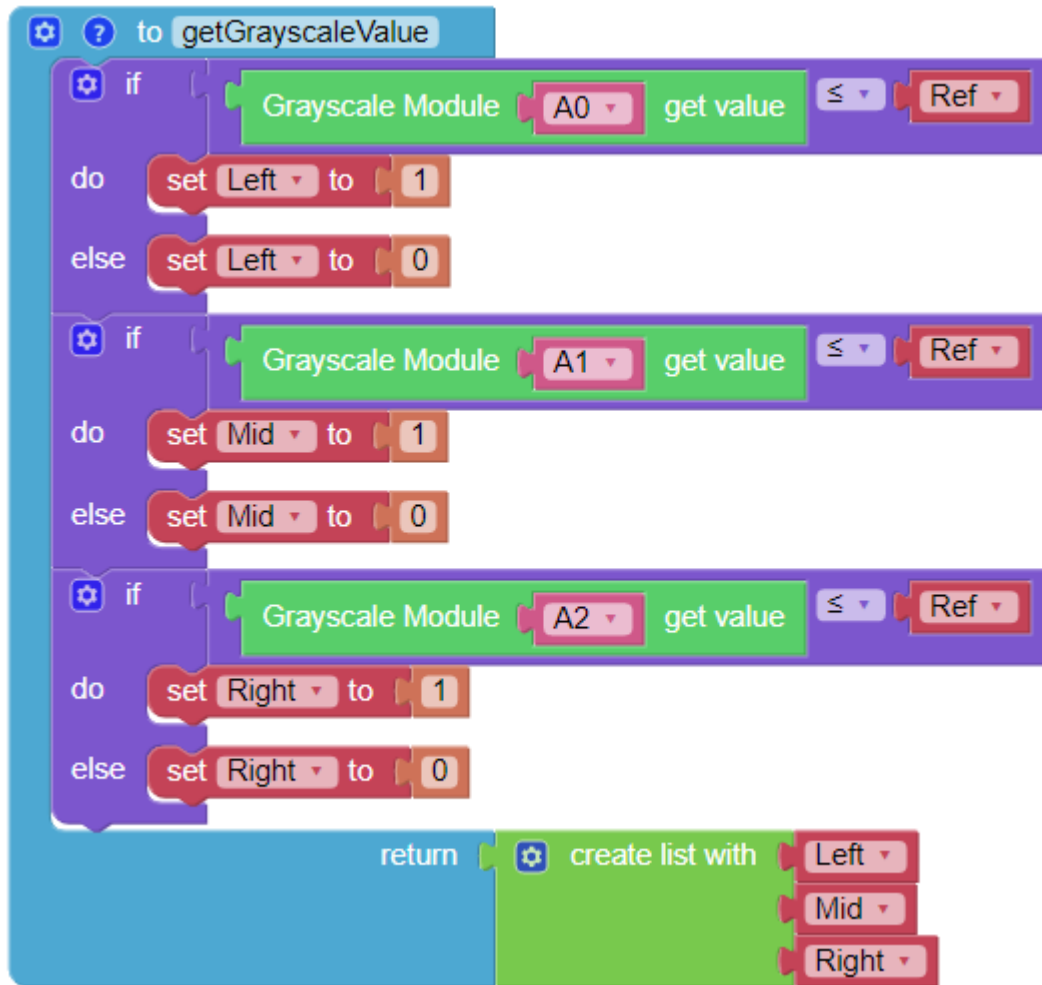 ? to getGrayscaleValue
if Grayscale Module A0 get value ≤ Ref
do set Left to 1
else set Left to 0
if Grayscale Module A1 get value ≤ Ref
do set Mid to 1
else set Mid to 0
if Grayscale Module A2 get value ≤ Ref
do set Right to 1
else set Right to 0
return create list with Left
Mid
Right